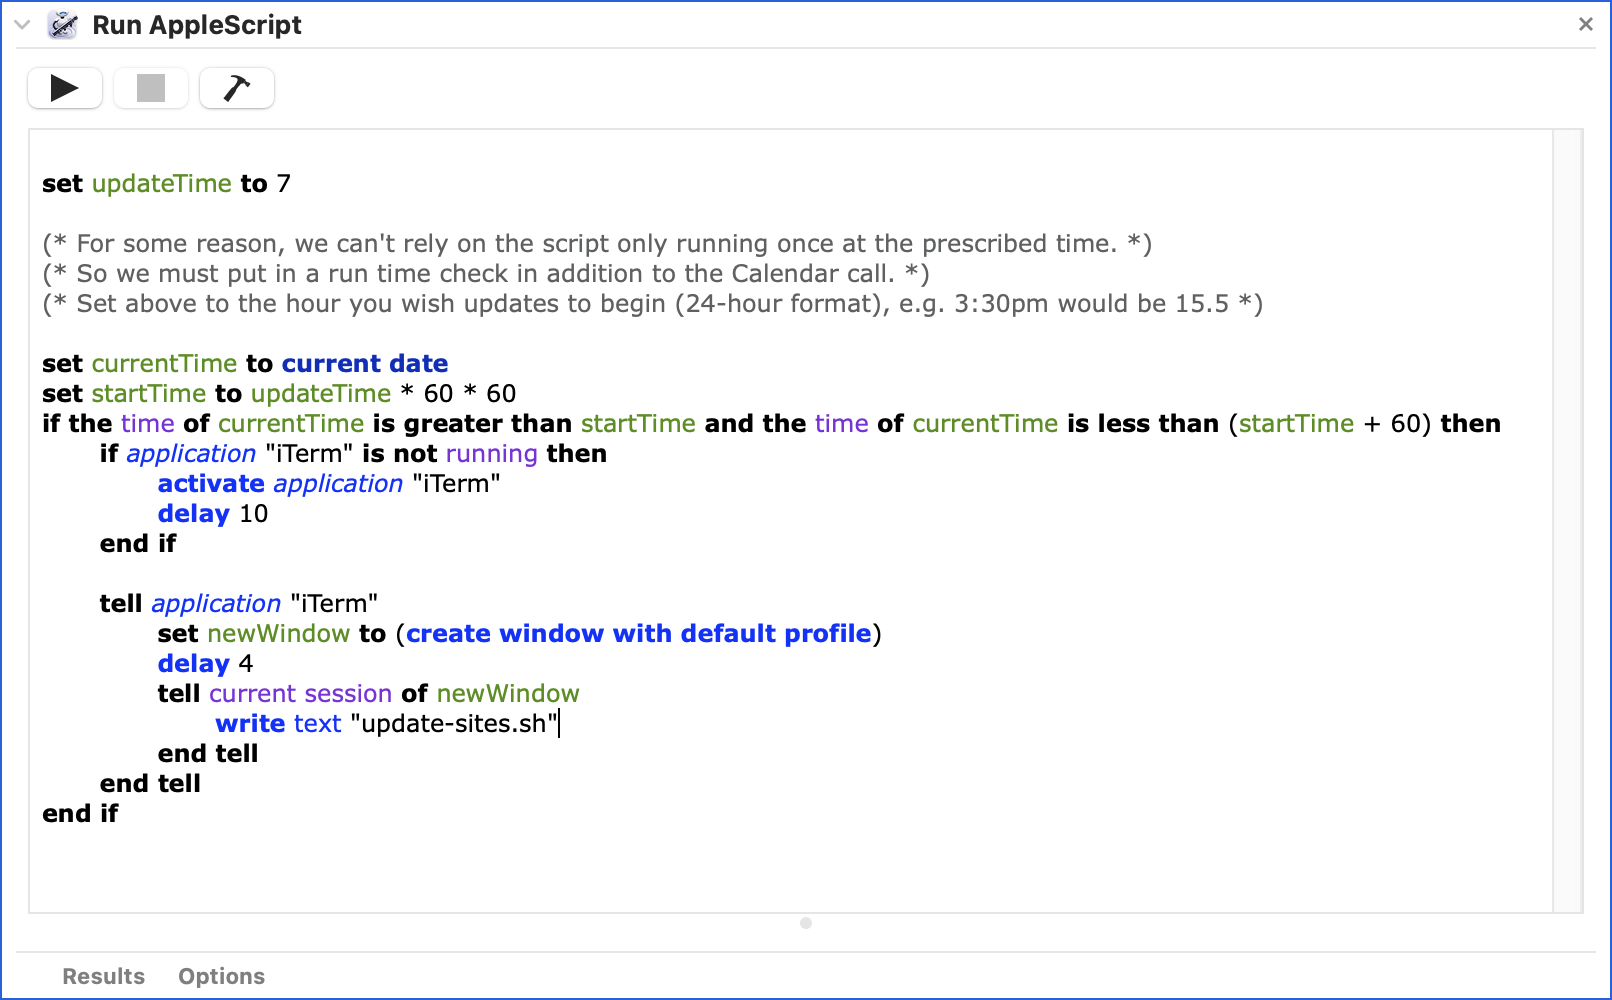 Run AppleScript
set updateTime to 7
(* For some reason, we can't rely on the script only running once at the prescribed time. *)
(* So we must put in a run time check in addition to the Calendar call. *)
(* Set above to the hour you wish updates to begin (24-hour format), e.g. 3:30pm would be 15.5 *)
set currentTime to current date
set startTime to updateTime * 60 * 60
if the time of currentTime is greater than startTime and the time of currentTime is less than (startTime + 60) then
if application "iTerm" is not running then
activate application "iTerm"
delay 10
end if
tell application "iTerm"
set newWindow to (create window with default profile)
delay 4
tell current session of newWindow
write text "update-sites.sh"
end tell
end tell
end if
Results Options